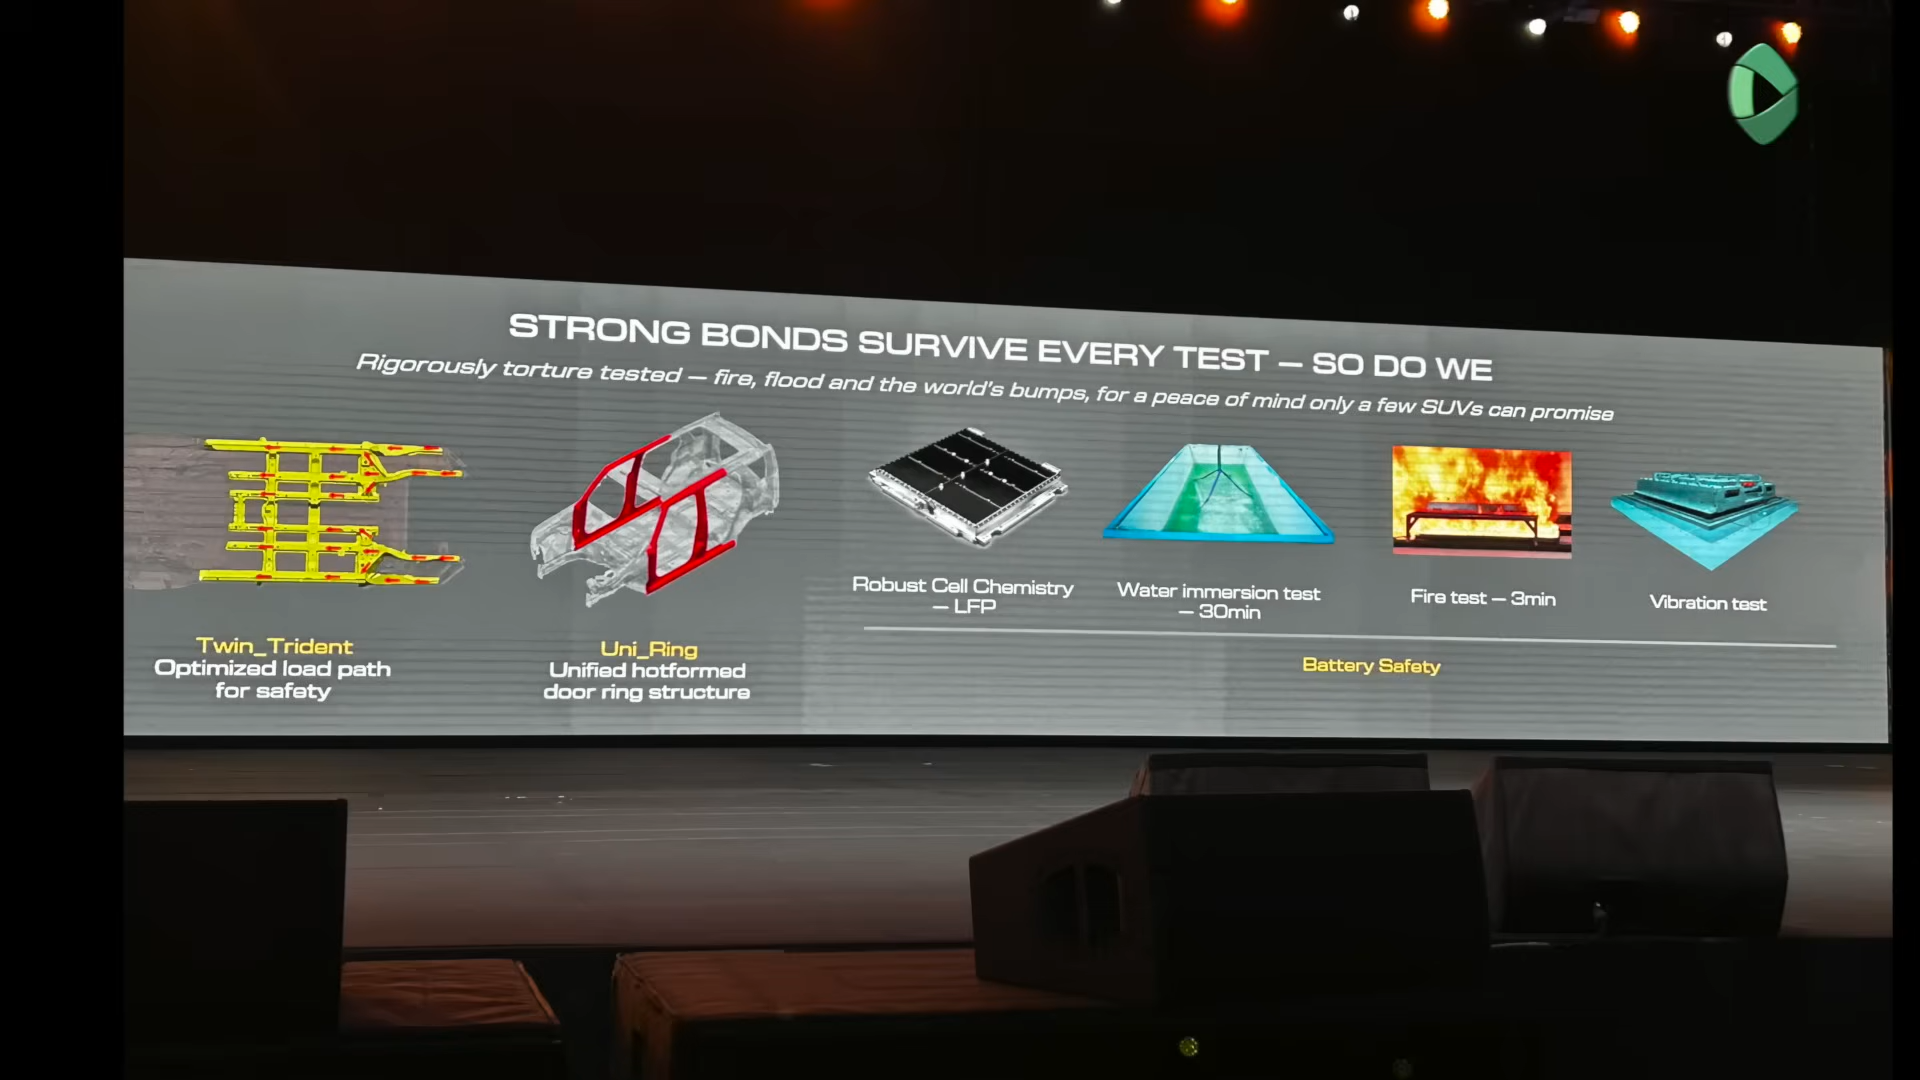 STRONG BONDS SURVIVE EVERY TEST – SO DO WE
Rigorously torture tested – fire, flood and the world's bumps, for a peace of mind only a few SUVs can promise
Twin_Trident
Optimized load path
for safety
Uni_Ring
Unified hotformed
door ring structure
Robust Cell Chemistry
– LFP
Water immersion test
– 30min
Fire test – 3min
Vibration test
Battery Safety